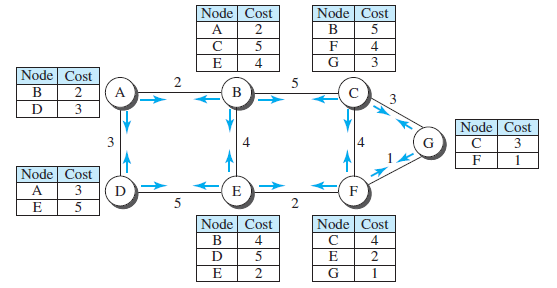 Node Cost
A 2
C 5
E 4
Node Cost
B 5
F 4
G 3
Node Cost
B 2
D 3
A 2 B 5 C
3
3 4 4 G
1
Node Cost
C 3
F 1
Node Cost
A 3
E 5
D 5 E 2 F
Node Cost
B 4
D 5
E 2
Node Cost
C 4
E 2
G 1